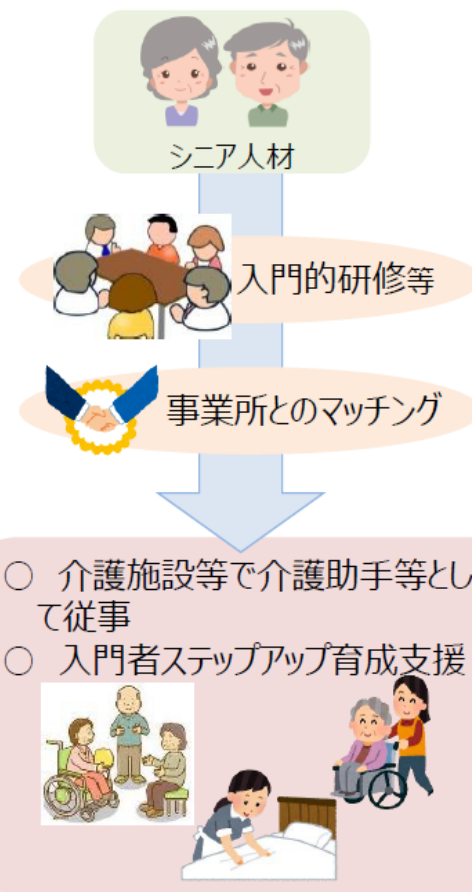 シニア人材
入門的研修等
事業所とのマッチング
○ 介護施設等で介護助手等とし
て従事
○ 入門者ステップアップ育成支援